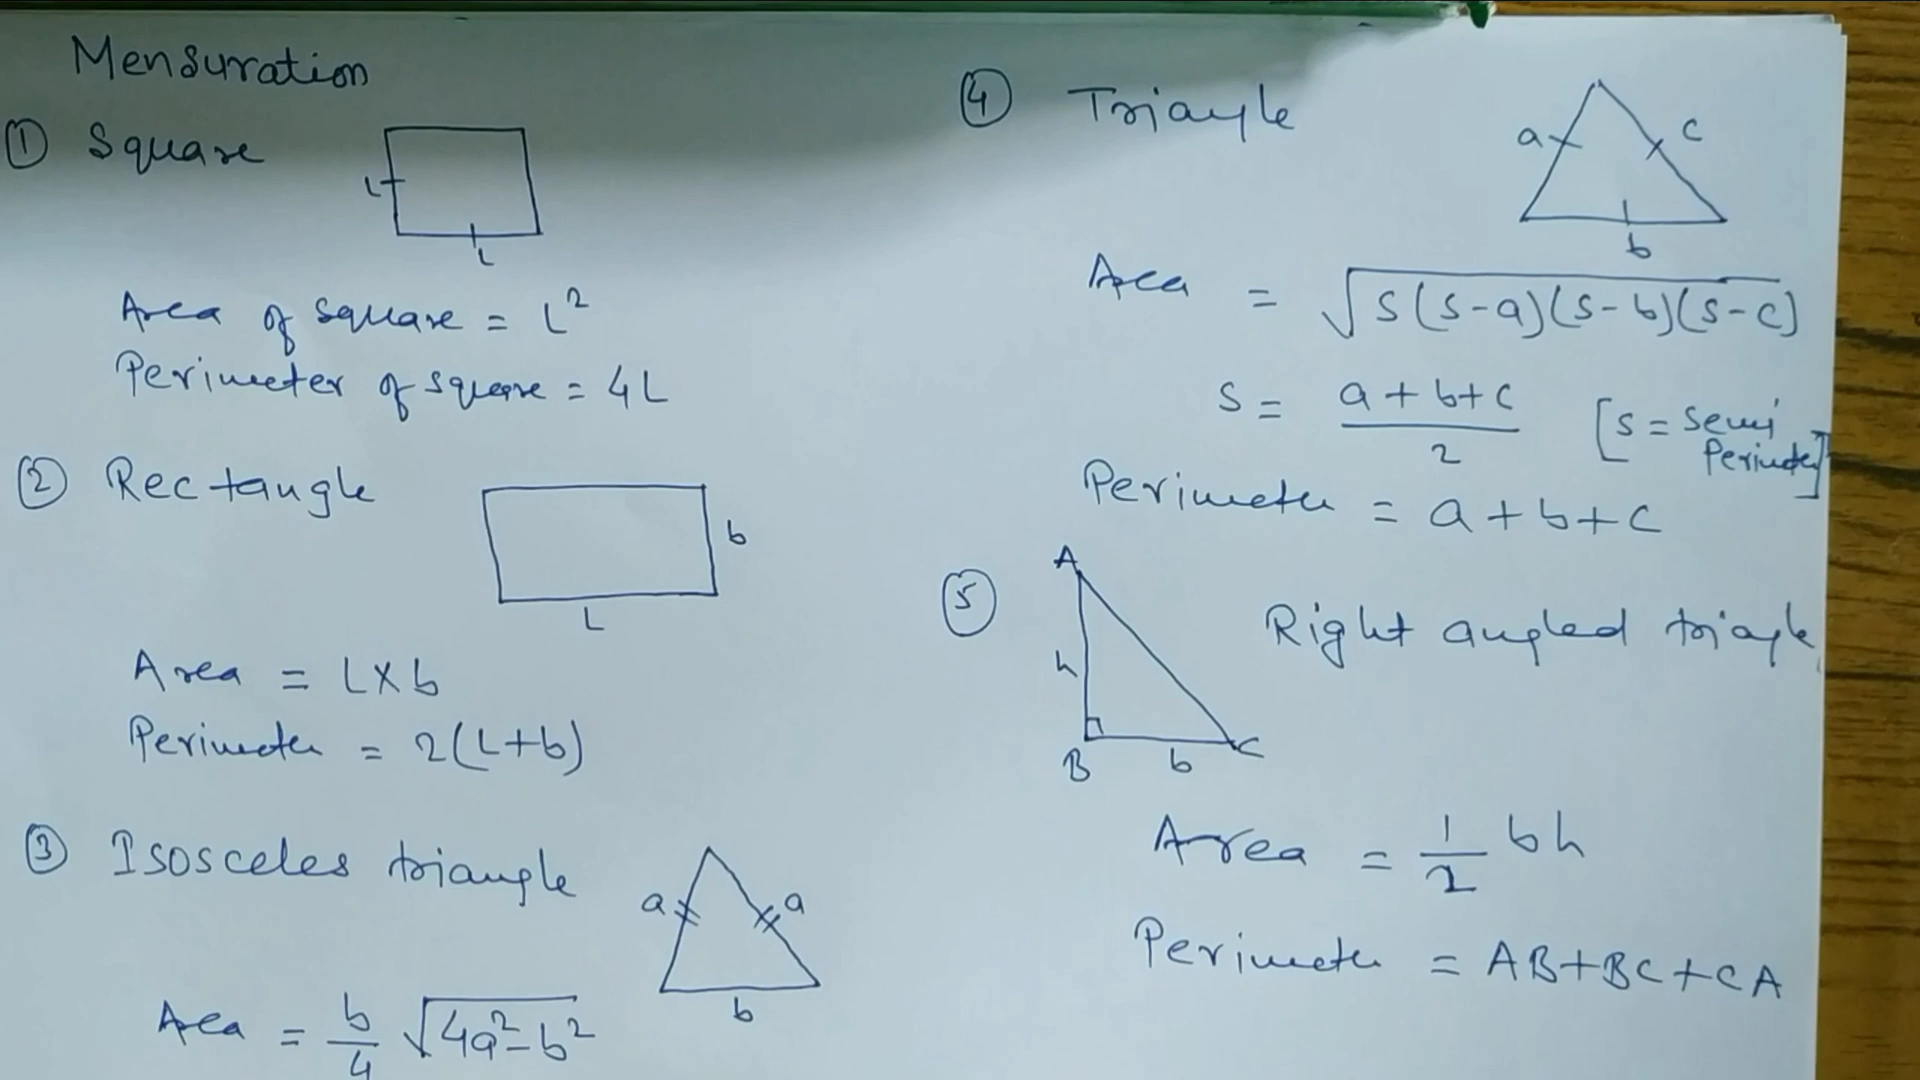 Mensuration
① Square
L
L
Area of square = L²
Perimeter of square = 4L
② Rectangle
b
L
Area = L×b
Perimeter = 2(L+b)
③ Isosceles triangle
a a
b
Area = b/4 √4a²-b²
④ Triangle
a c
b
Area = √S(S-a)(S-b)(S-c)
S = a+b+c/2 [S = Semi
Perimeter]
Perimeter = a+b+c
⑤ Right angled triangle
A
h
B b C
Area = 1/2 bh
Perimeter = AB+BC+CA